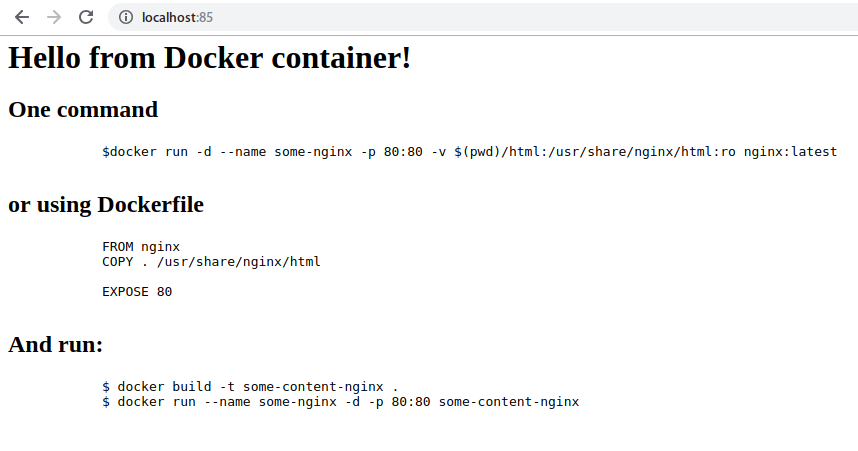 localhost:85
Hello from Docker container!
One command
$docker run -d --name some-nginx -p 80:80 -v $(pwd)/html:/usr/share/nginx/html:ro nginx:latest
or using Dockerfile
FROM nginx
COPY . /usr/share/nginx/html
EXPOSE 80
And run:
$ docker build -t some-content-nginx .
$ docker run --name some-nginx -d -p 80:80 some-content-nginx